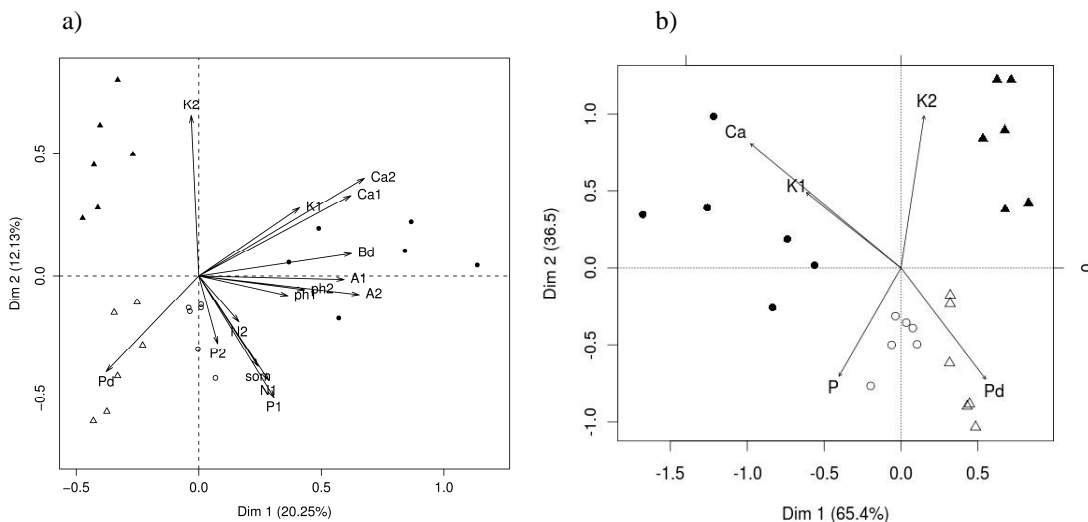 a)
b)
K2
Ca2
Ca1
K1
Bd
A1
ph2
A2
ph1
N2
P2
Pd
som
N1
P1
0.5
0.0
−0.5
Dim 2 (12.13%)
−0.5 0.0 0.5 1.0
Dim 1 (20.25%)
K2
Ca
K1
P
Pd
1.0
0.5
0.0
-0.5
-1.0
Dim 2 (36.5)
0
-1.5 -1.0 -0.5 0.0 0.5
Dim 1 (65.4%)